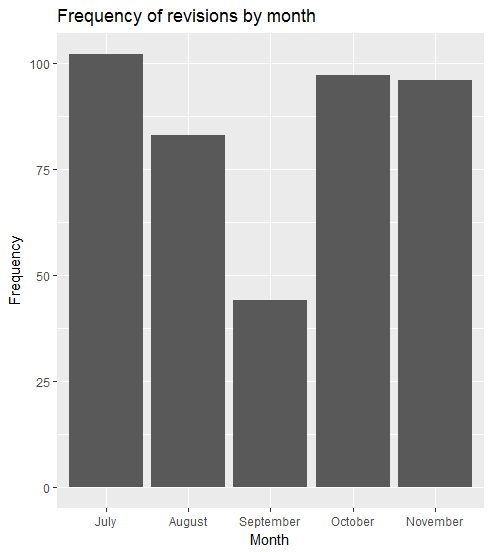 Frequency of revisions by month
Frequency
100
75
50
25
0
July August September October November
Month